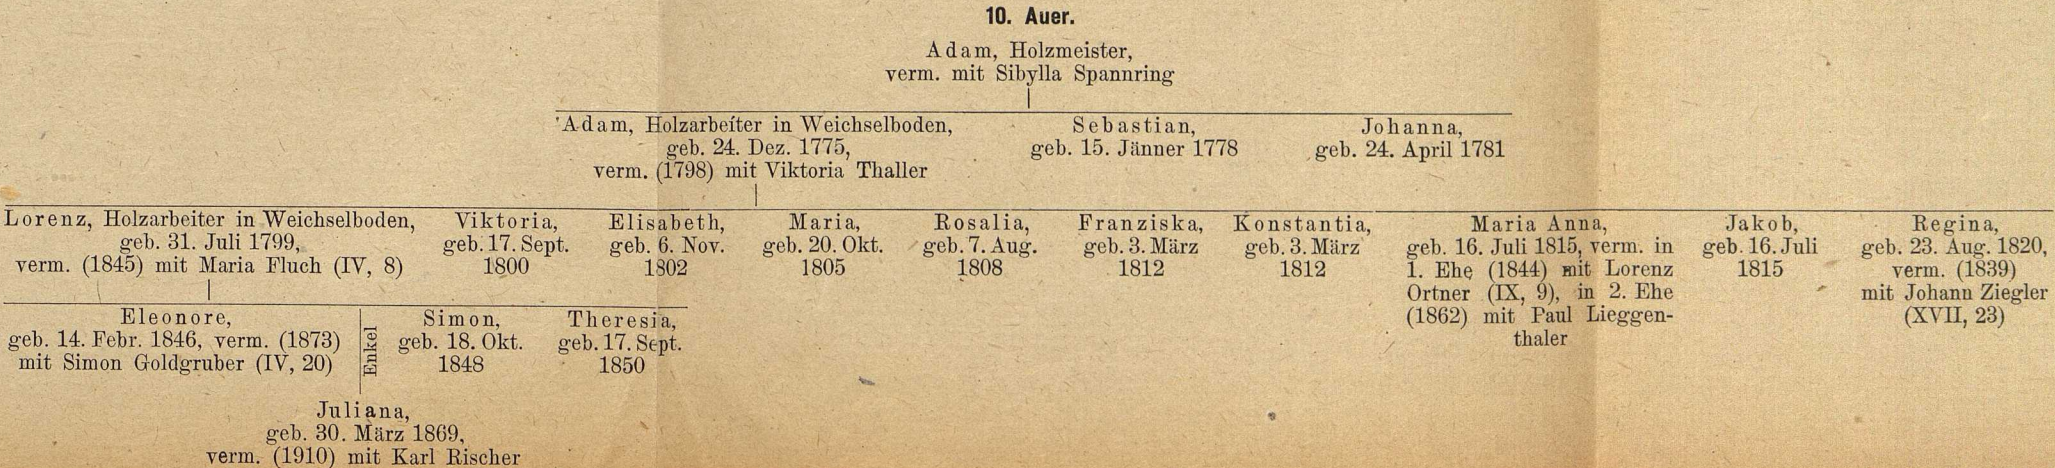 10. Auer.
Adam, Holzmeister,
verm. mit Sibylla Spannring
Adam, Holzarbeiter in Weichselboden,
geb. 24. Dez. 1775,
verm. (1798) mit Viktoria Thaller
Sebastian,
geb. 15. Jänner 1778
Johanna,
geb. 24. April 1781
Lorenz, Holzarbeiter in Weichselboden,
geb. 31. Juli 1799,
verm. (1845) mit Maria Fluch (IV, 8)
Viktoria,
geb. 17. Sept.
1800
Elisabeth,
geb. 6. Nov.
1802
Maria,
geb. 20. Okt.
1805
Rosalia,
geb. 7. Aug.
1808
Franziska,
geb. 3. März
1812
Konstantia,
geb. 3. März
1812
Maria Anna,
geb. 16. Juli 1815, verm. in
1. Ehe (1844) mit Lorenz
Ortner (IX, 9), in 2. Ehe
(1862) mit Paul Lieggen-
thaler
Jakob,
geb. 16. Juli
1815
Regina,
geb. 23. Aug. 1820,
verm. (1839)
mit Johann Ziegler
(XVII, 23)
Eleonore,
geb. 14. Febr. 1846, verm. (1873)
mit Simon Goldgruber (IV, 20)
Enkel
Simon,
geb. 18. Okt.
1848
Theresia,
geb. 17. Sept.
1850
Juliana,
geb. 30. März 1869,
verm. (1910) mit Karl Rischer